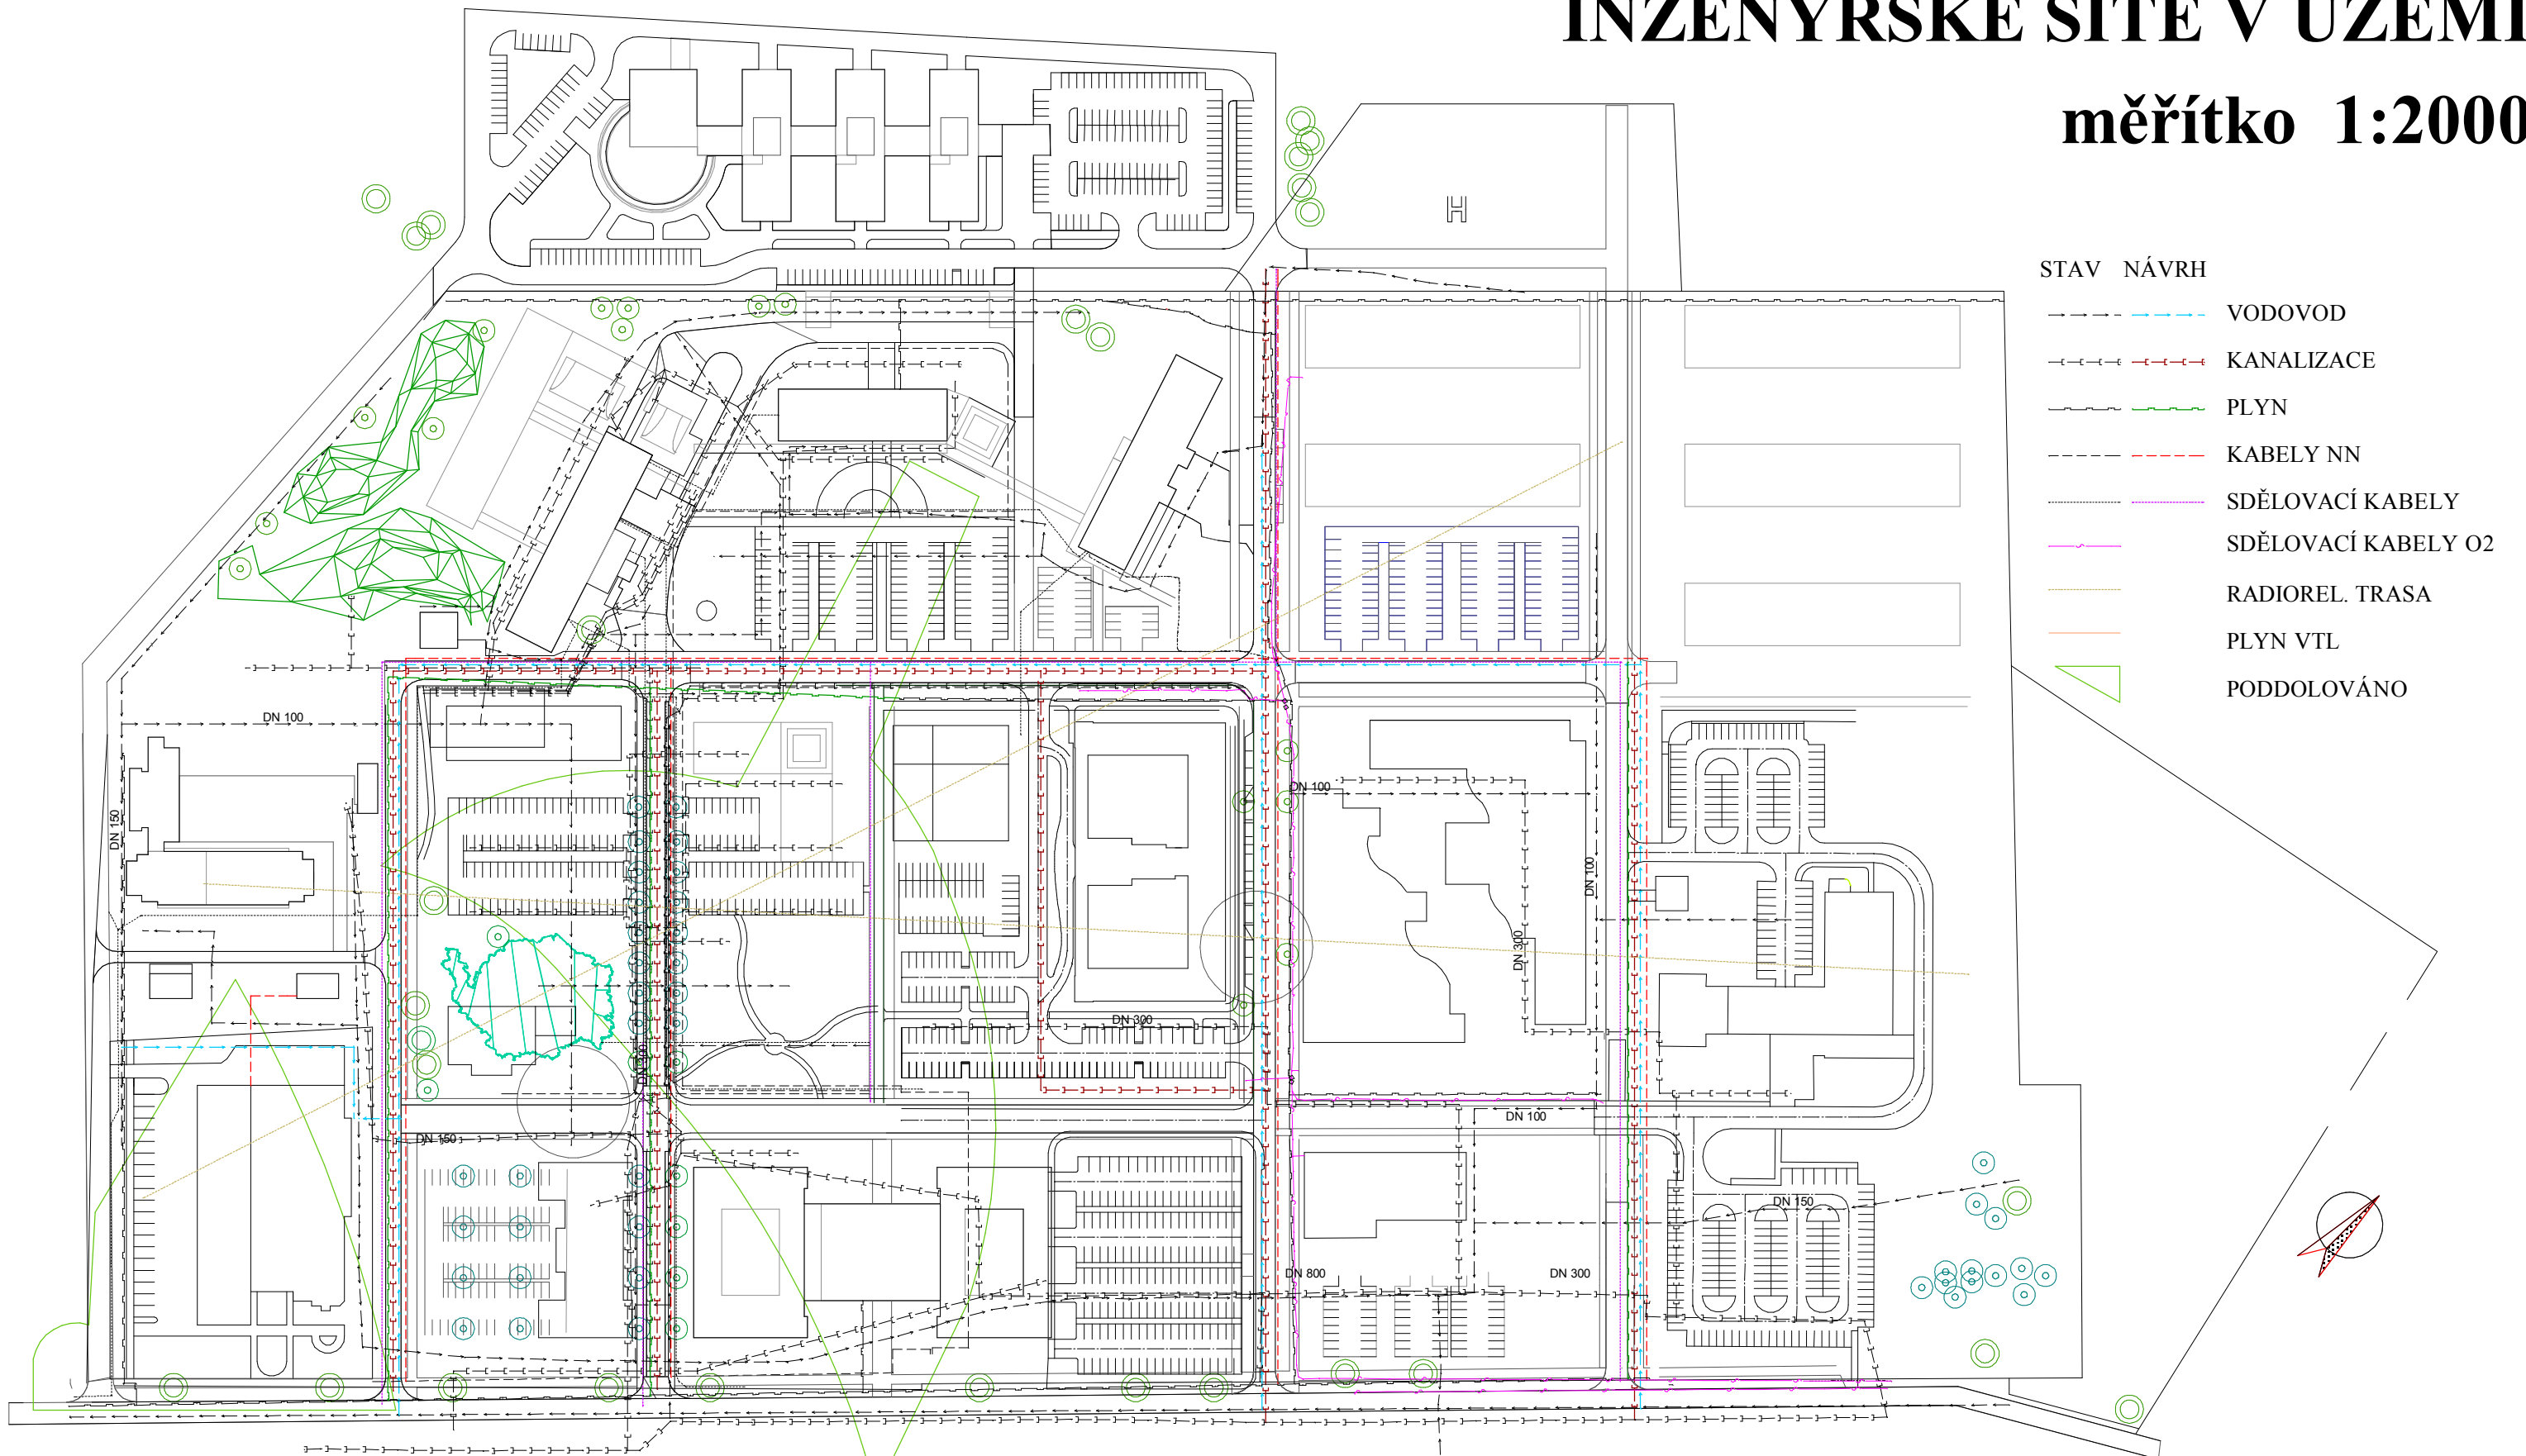 INŽENÝRSKÉ SÍTĚ V ÚZEMÍ
měřítko 1:2000
H
STAV NÁVRH
VODOVOD
KANALIZACE
PLYN
KABELY NN
SDĚLOVACÍ KABELY
SDĚLOVACÍ KABELY O2
RADIOREL. TRASA
PLYN VTL
PODDOLOVÁNO
DN 100
DN 150
DN 100
DN 100
DN 300
DN 300
DN 100
DN 150
DN 150
DN 800
DN 300